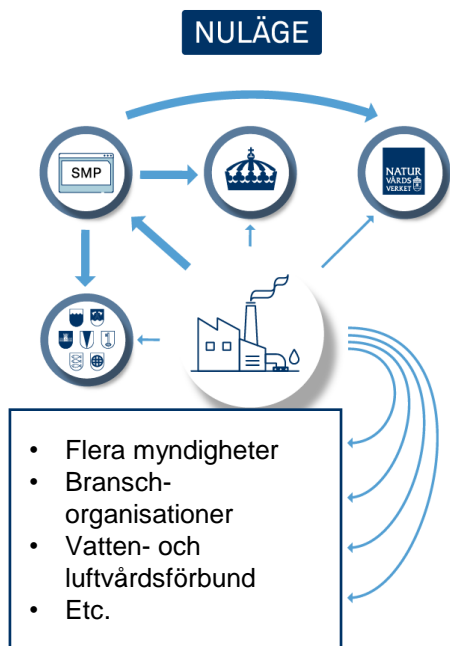 NULÄGE
SMP
NATUR
VÅRDS
VERKET
• Flera myndigheter
• Bransch-
organisationer
• Vatten- och
luftvårdsförbund
• Etc.